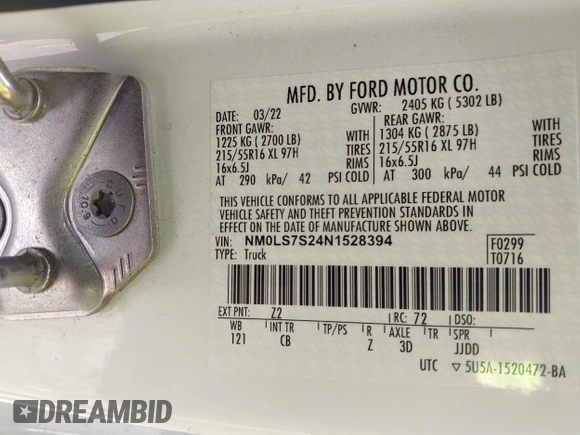 MFD. BY FORD MOTOR CO.
DATE: 03/22 GVWR: 2405 KG ( 5302 LB)
FRONT GAWR: REAR GAWR:
1225 KG ( 2700 LB) WITH 1304 KG ( 2875 LB) WITH
215/55R16 XL 97H TIRES 215/55R16 XL 97H TIRES
16x6.5J RIMS 16x6.5J RIMS
AT 290 kPa/ 42 PSI COLD AT 300 kPa/ 44 PSI COLD
THIS VEHICLE CONFORMS TO ALL APPLICABLE FEDERAL MOTOR
VEHICLE SAFETY AND THEFT PREVENTION STANDARDS IN
EFFECT ON THE DATE OF MANUFACTURE SHOWN ABOVE.
VIN: NM0LS7S24N1528394 F0299
TYPE: Truck T0716
EXT PNT: Z2 RC: 72 DSO:
WB INT TR TP/PS R AXLE TR SPR
121 CB Z 3D JJDD
UTC ▽ 5U5A-1520472-BA
DREAMBID